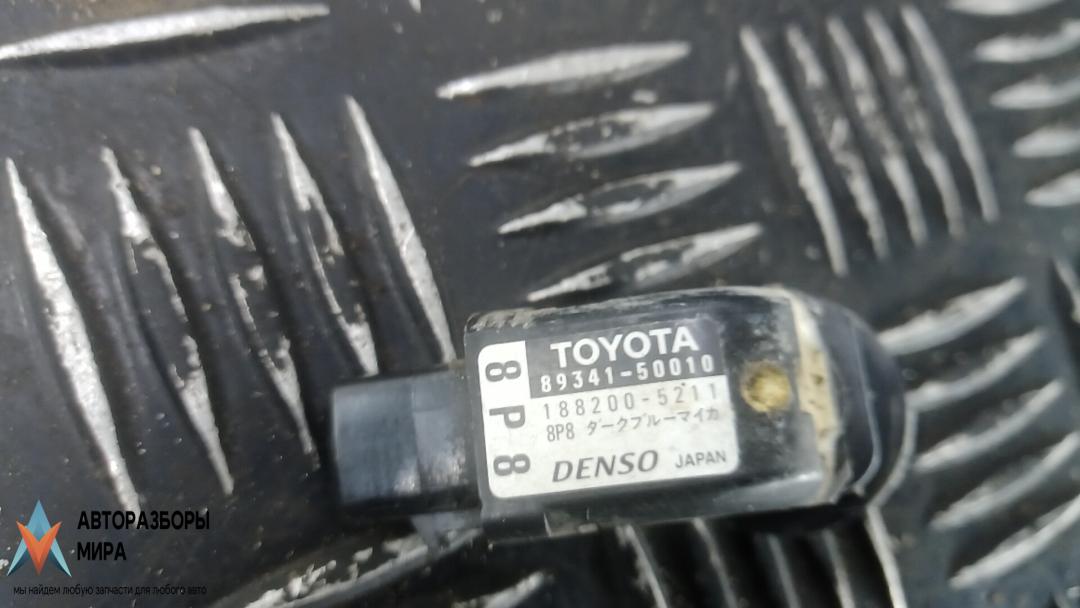 TOYOTA
89341-50010
188200-5211
8P8 ダークブルーマイカ
DENSO JAPAN
8P8
АВТОРАЗБОРЫ
МИРА
мы найдем любую запчасти для любого авто